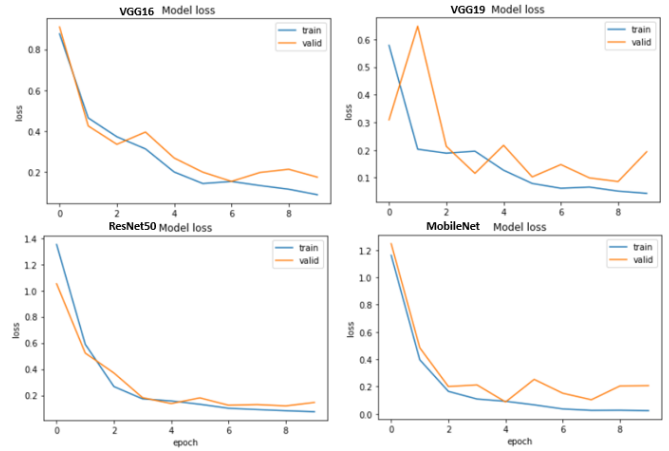 VGG16 Model loss
train
valid
loss
0.8
0.6
0.4
0.2
0 2 4 6 8
VGG19 Model loss
train
valid
loss
0.6
0.5
0.4
0.3
0.2
0.1
0 2 4 6 8
ResNet50 Model loss
train
valid
loss
1.4
1.2
1.0
0.8
0.6
0.4
0.2
0 2 4 6 8
epoch
MobileNet Model loss
train
valid
loss
1.2
1.0
0.8
0.6
0.4
0.2
0.0
0 2 4 6 8
epoch